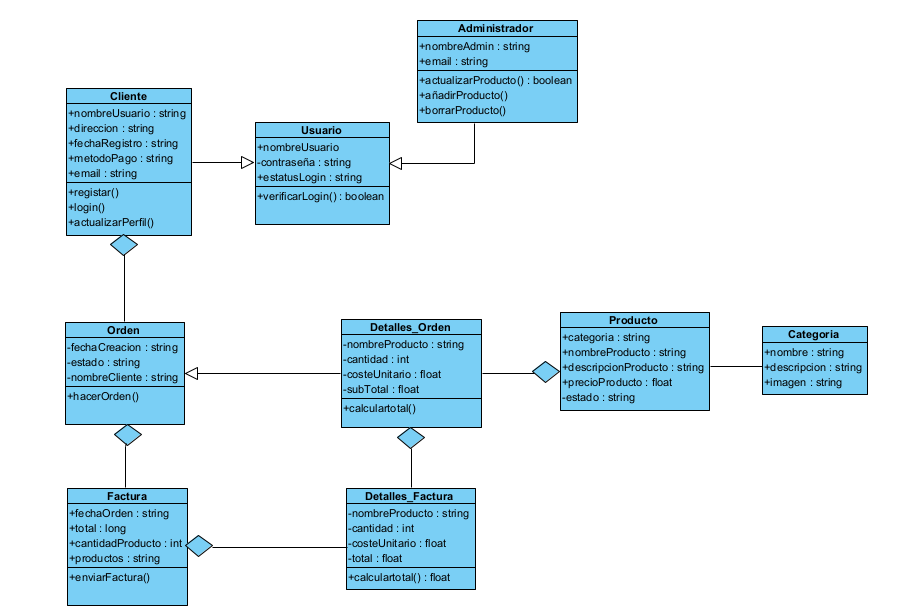 Administrador
+nombreAdmin : string
+email : string
+actualizarProducto() : boolean
+añadirProducto()
+borrarProducto()
Cliente
+nombreUsuario : string
+direccion : string
+fechaRegistro : string
+metodoPago : string
+email : string
+registar()
+login()
+actualizarPerfil()
Usuario
+nombreUsuario
-contraseña : string
+estatusLogin : string
+verificarLogin() : boolean
Orden
-fechaCreacion : string
-estado : string
-nombreCliente : string
+hacerOrden()
Detalles_Orden
-nombreProducto : string
-cantidad : int
-costeUnitario : float
-subTotal : float
+calculartotal()
Producto
+categoria : string
+nombreProducto : string
+descripcionProducto : string
+precioProducto : float
-estado : string
Categoria
+nombre : string
+descripcion : string
+imagen : string
Factura
+fechaOrden : string
+total : long
+cantidadProducto : int
+productos : string
+enviarFactura()
Detalles_Factura
-nombreProducto : string
-cantidad : int
-costeUnitario : float
-total : float
+calculartotal() : float